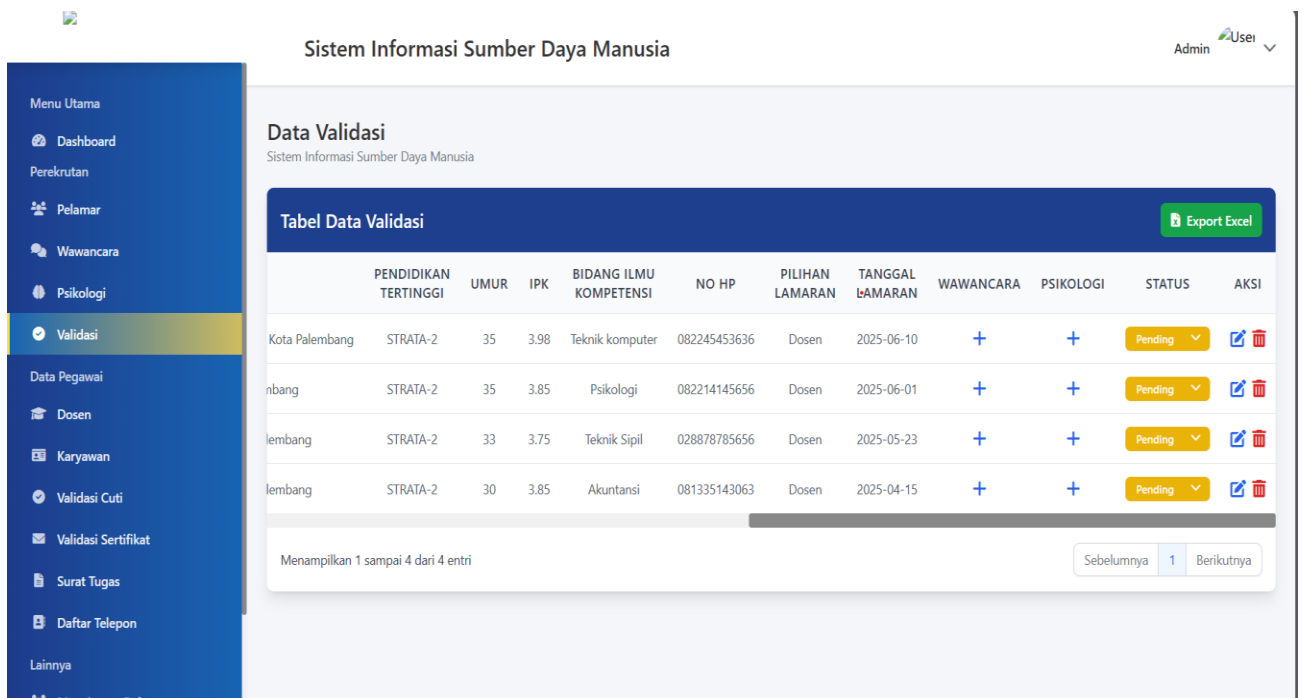 Sistem Informasi Sumber Daya Manusia
Admin
User
Menu Utama
Dashboard
Perekrutan
Pelamar
Wawancara
Psikologi
Validasi
Data Pegawai
Dosen
Karyawan
Validasi Cuti
Validasi Sertifikat
Surat Tugas
Daftar Telepon
Lainnya
Data Validasi
Sistem Informasi Sumber Daya Manusia
Tabel Data Validasi
Export Excel
PENDIDIKAN TERTINGGI UMUR IPK BIDANG ILMU KOMPETENSI NO HP PILIHAN LAMARAN TANGGAL LAMARAN WAWANCARA PSIKOLOGI STATUS AKSI
Kota Palembang STRATA-2 35 3.98 Teknik komputer 082245453636 Dosen 2025-06-10 + + Pending
mbang STRATA-2 35 3.85 Psikologi 082214145656 Dosen 2025-06-01 + + Pending
lembang STRATA-2 33 3.75 Teknik Sipil 028878785656 Dosen 2025-05-23 + + Pending
lembang STRATA-2 30 3.85 Akuntansi 081335143063 Dosen 2025-04-15 + + Pending
Menampilkan 1 sampai 4 dari 4 entri
Sebelumnya 1 Berikutnya